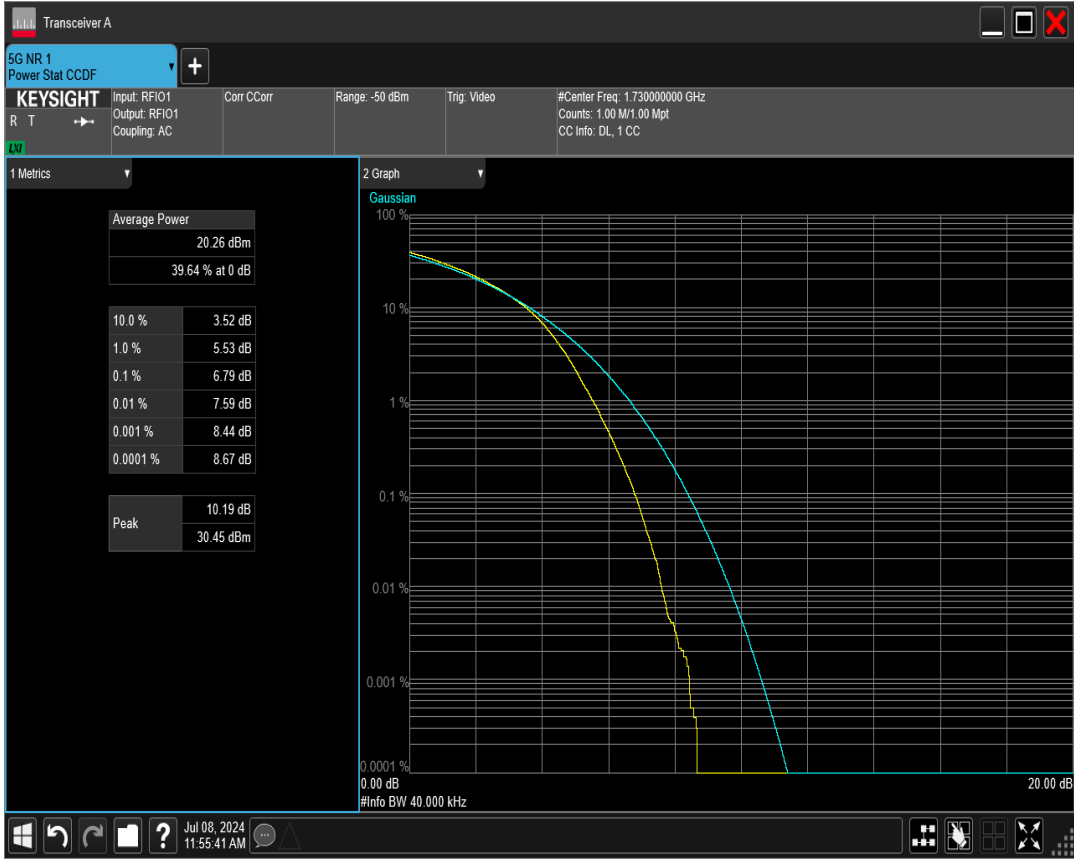 Transceiver A
5G NR 1
Power Stat CCDF
+
KEYSIGHT
R T
LXI
Input: RFIO1
Output: RFIO1
Coupling: AC
Corr CCorr
Range: -50 dBm
Trig: Video
#Center Freq: 1.730000000 GHz
Counts: 1.00 M/1.00 Mpt
CC Info: DL, 1 CC
1 Metrics
Average Power
20.26 dBm
39.64 % at 0 dB
10.0 % 3.52 dB
1.0 % 5.53 dB
0.1 % 6.79 dB
0.01 % 7.59 dB
0.001 % 8.44 dB
0.0001 % 8.67 dB
Peak
10.19 dB
30.45 dBm
2 Graph
Gaussian
100 %
10 %
1 %
0.1 %
0.01 %
0.001 %
0.0001 %
0.00 dB 20.00 dB
#Info BW 40.000 kHz
?
Jul 08, 2024
11:55:41 AM